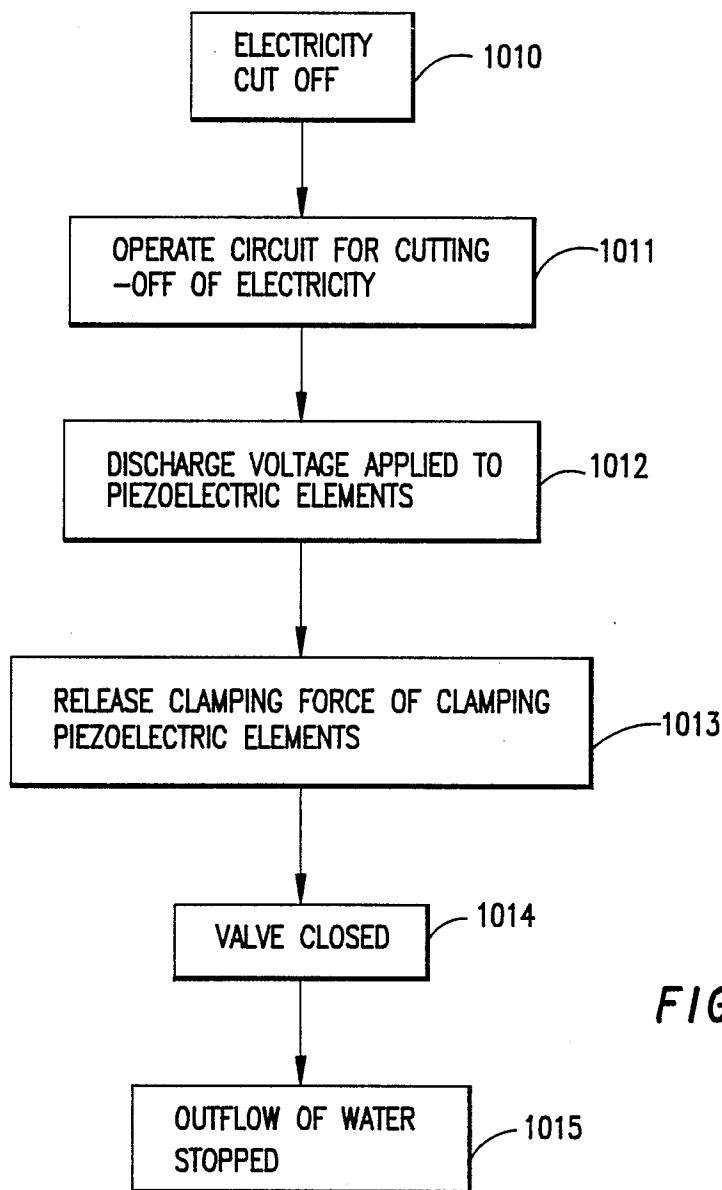 ELECTRICITY
CUT OFF
1010
OPERATE CIRCUIT FOR CUTTING
-OFF OF ELECTRICITY
1011
DISCHARGE VOLTAGE APPLIED TO
PIEZOELECTRIC ELEMENTS
1012
RELEASE CLAMPING FORCE OF CLAMPING
PIEZOELECTRIC ELEMENTS
1013
VALVE CLOSED
1014
FIG
OUTFLOW OF WATER
STOPPED
1015